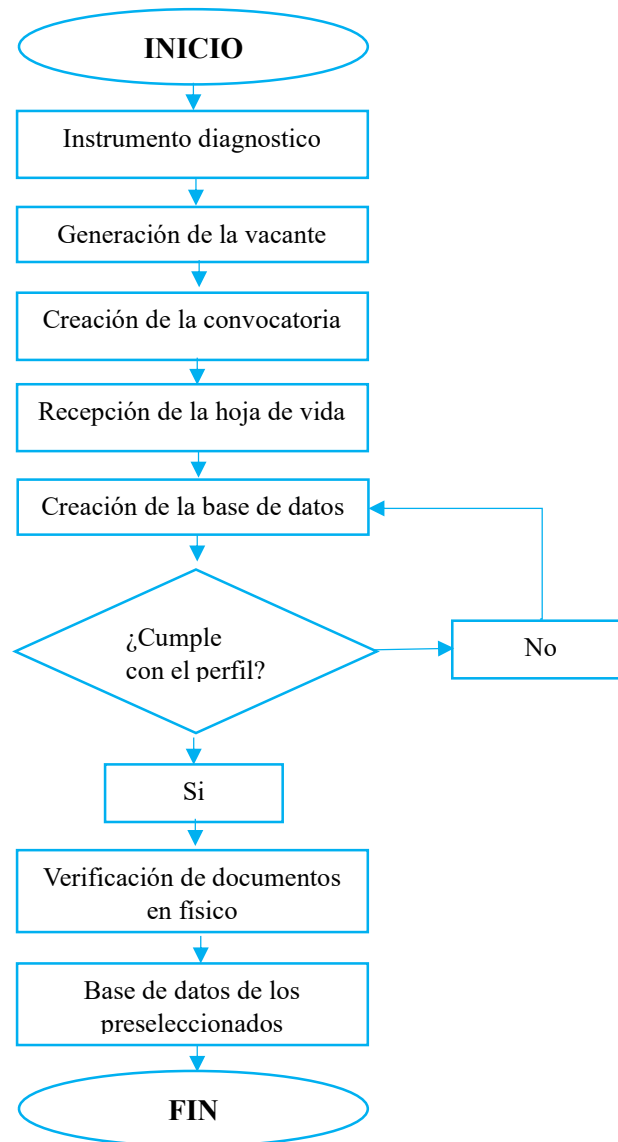 INICIO
Instrumento diagnostico
Generación de la vacante
Creación de la convocatoria
Recepción de la hoja de vida
Creación de la base de datos
¿Cumple
con el perfil?
No
Si
Verificación de documentos
en físico
Base de datos de los
preseleccionados
FIN